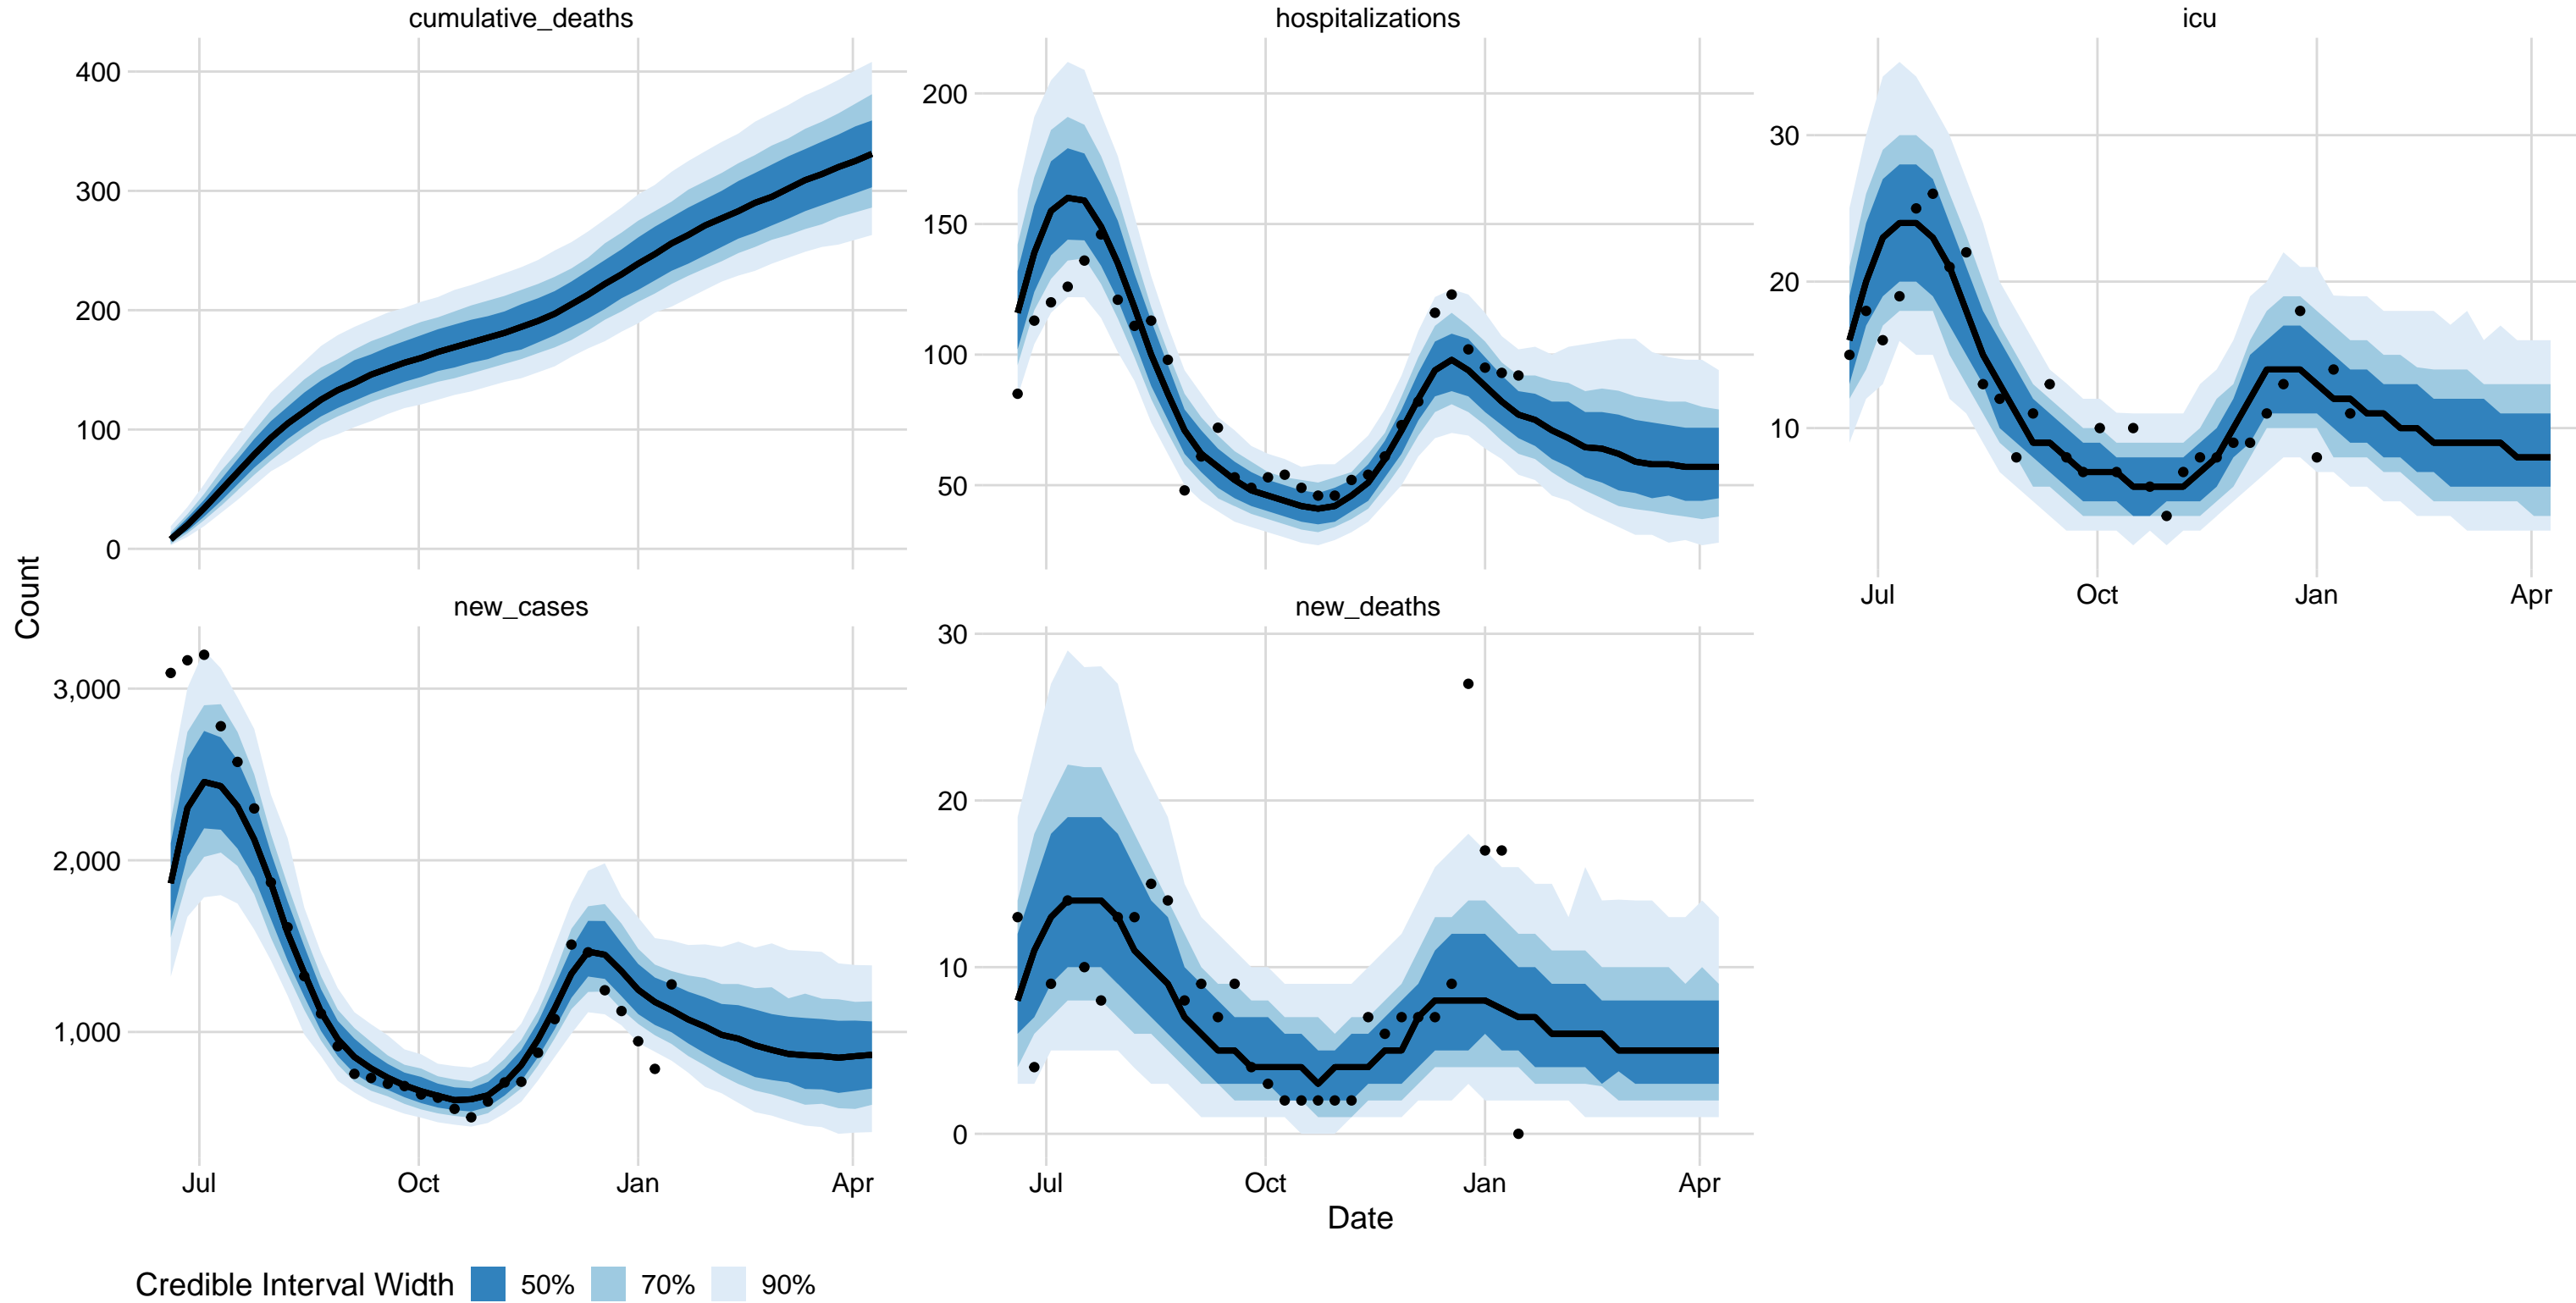 cumulative_deaths
hospitalizations
icu
400
300
200
100
0
200
150
100
50
30
20
10
Jul Oct Jan Apr
Count
new_cases
new_deaths
3,000
2,000
1,000
30
20
10
0
Jul Oct Jan Apr
Jul Oct Jan Apr
Date
Credible Interval Width 50% 70% 90%